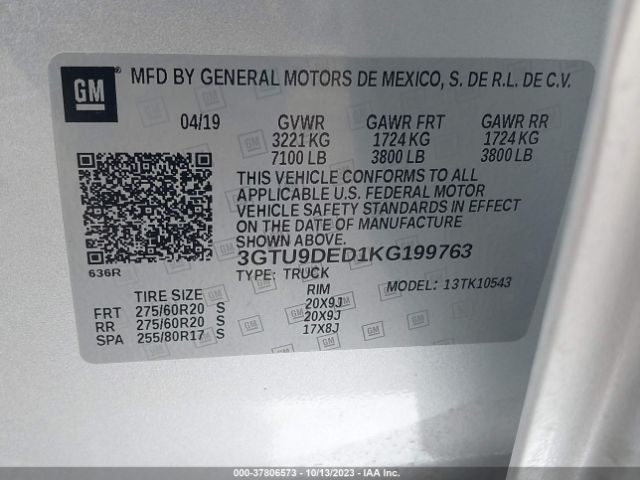 GM MFD BY GENERAL MOTORS DE MEXICO, S. DE R.L. DE C.V.
04/19 GVWR GAWR FRT GAWR RR
3221 KG 1724 KG 1724 KG
7100 LB 3800 LB 3800 LB
THIS VEHICLE CONFORMS TO ALL
APPLICABLE U.S. FEDERAL MOTOR
VEHICLE SAFETY STANDARDS IN EFFECT
ON THE DATE OF MANUFACTURE
SHOWN ABOVE.
3GTU9DED1KG199763
636R
TYPE: TRUCK
MODEL: 13TK10543
TIRE SIZE RIM
FRT 275/60R20 S 20X9J
RR 275/60R20 S 20X9J
SPA 255/80R17 S 17X8J
000-37806573 | 10/13/2023 | IAA Inc.